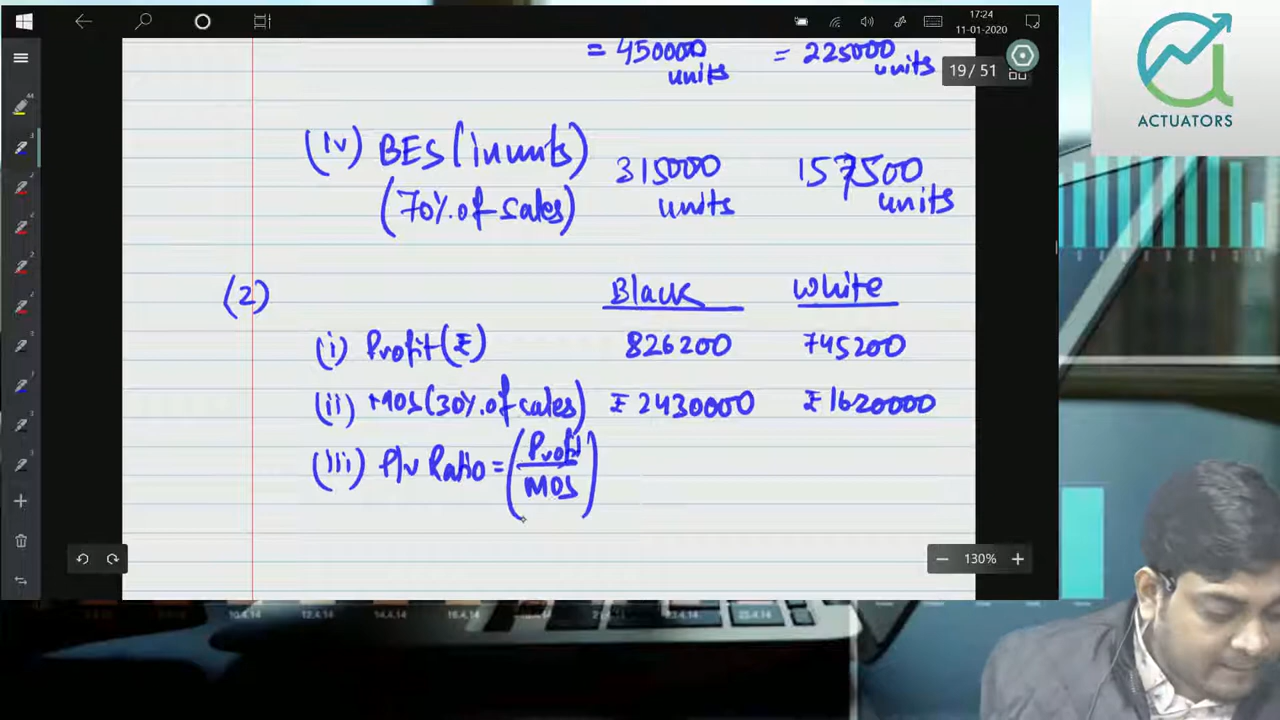 17:24
11-01-2020
19 / 51
ACTUATORS
= 450000 units = 225000 units
(iv) BES (in units) 315000 units 157500 units
(70% of sales)
(2) Black White
(i) Profit (₹) 826200 745200
(ii) MOS (30% of sales) ₹ 2430000 ₹ 1620000
(iii) P/v Ratio = (Profit / MOS)
130%